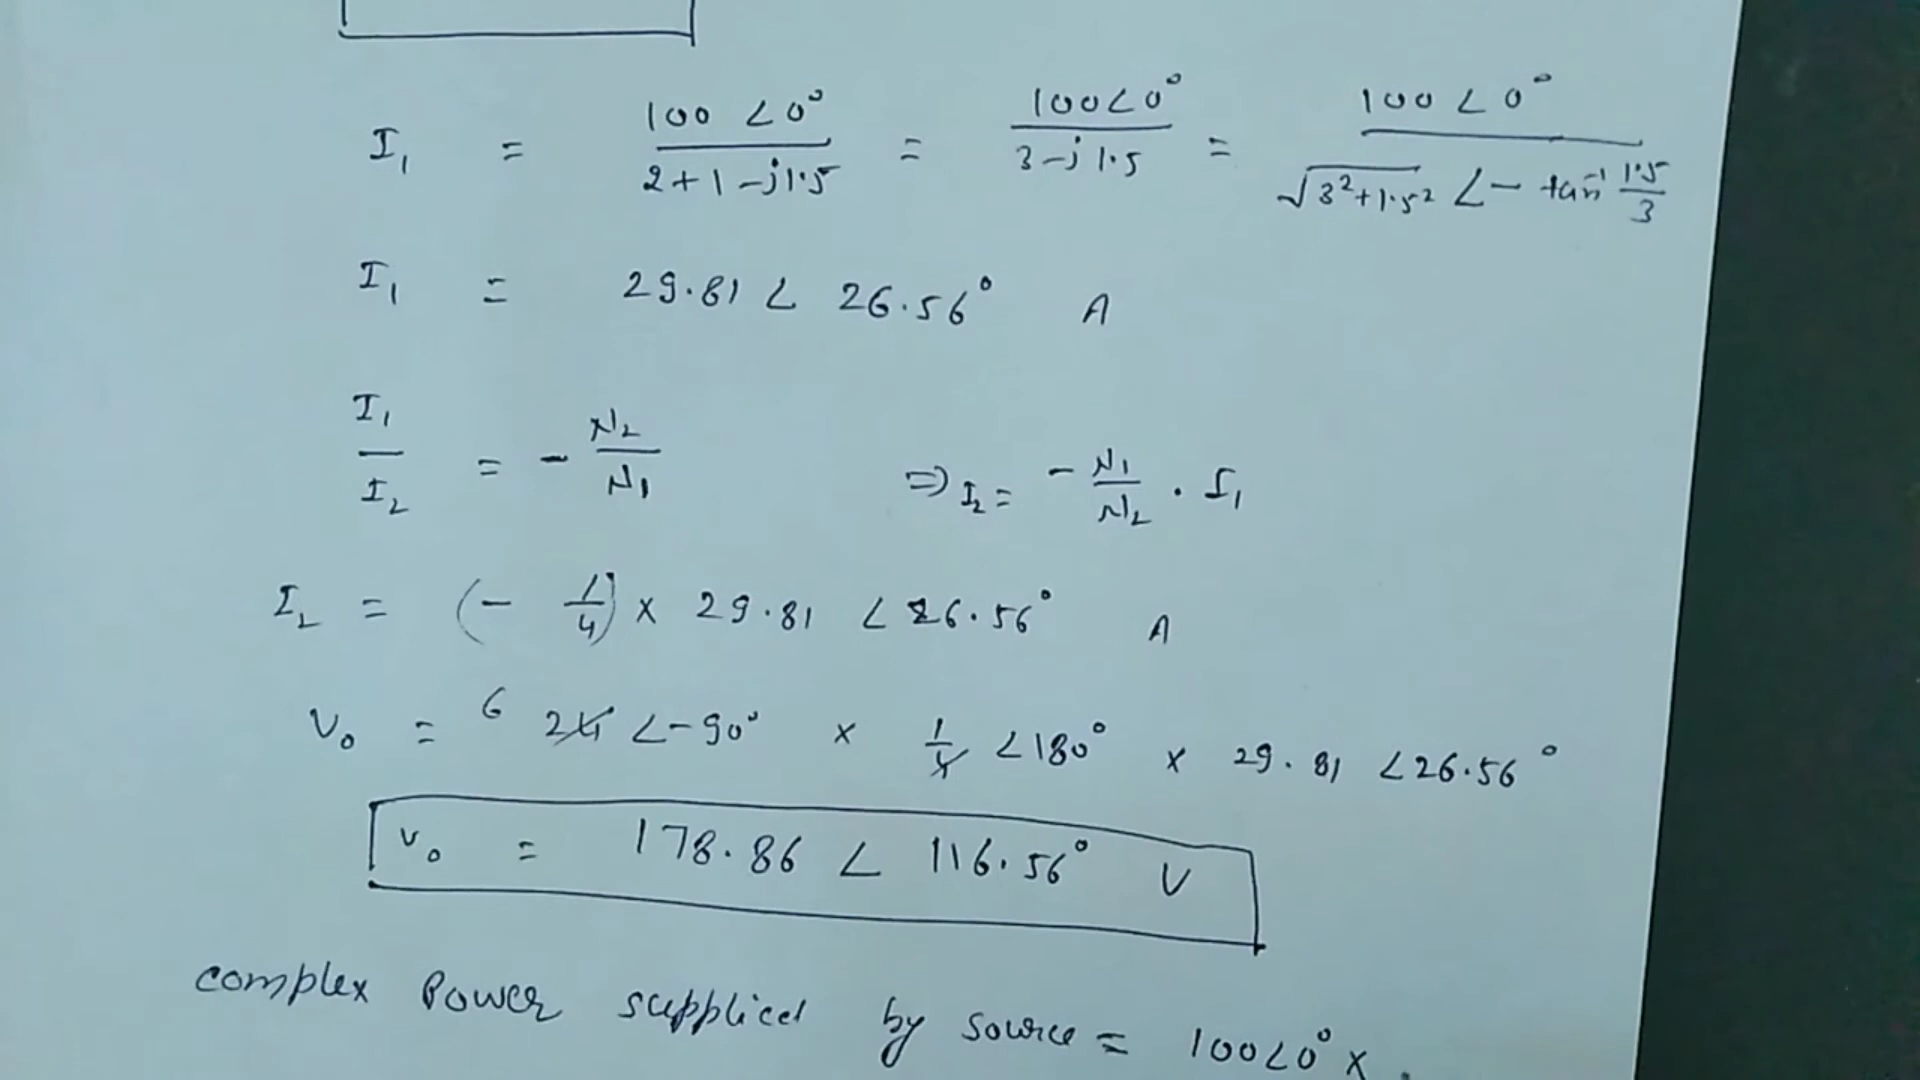 I₁ = 100 ∠0° / 2+1-j1.5 = 100∠0° / 3-j1.5 = 100 ∠0° / √3²+1.5² ∠- tan⁻¹ 1.5/3
I₁ = 29.81 ∠ 26.56° A
I₁/I₂ = - N₂/N₁ ⇒ I₂ = - N₁/N₂ · I₁
I₂ = (- 1/4) x 29.81 ∠26.56° A
V₀ = 6 24 ∠-90° x 1/4 ∠180° x 29.81 ∠26.56°
V₀ = 178.86 ∠ 116.56° V
complex Power supplied by source = 100∠0° x